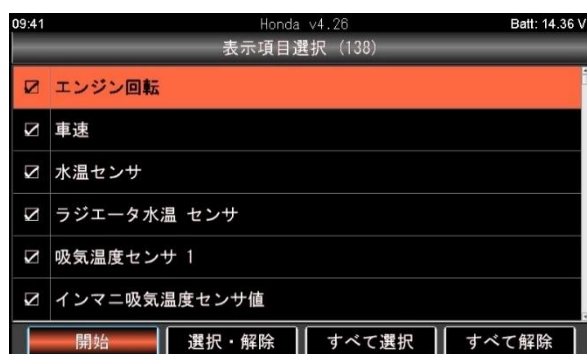 09:41 Honda v4.26 Batt: 14.36 V
表示項目選択 (138)
エンジン回転
車速
水温センサ
ラジエータ水温 センサ
吸気温度センサ 1
インマニ吸気温度センサ値
開始 選択・解除 すべて選択 すべて解除